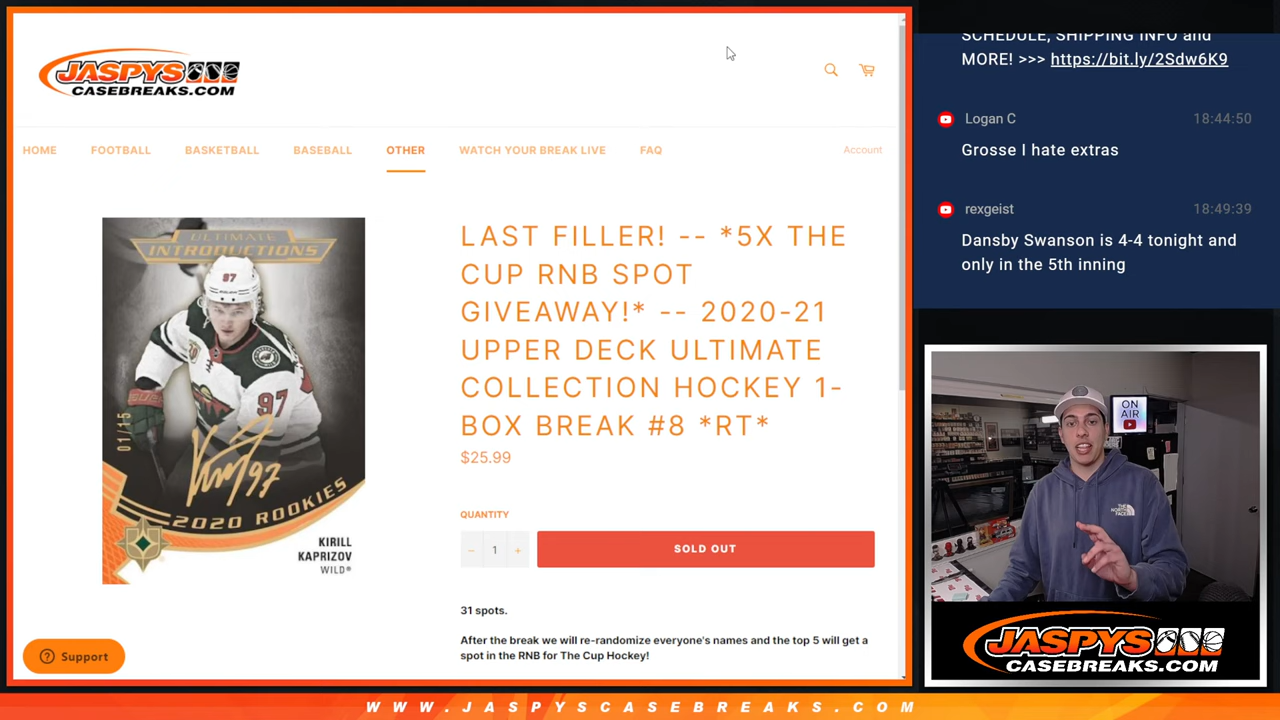 JASPYS
CASEBREAKS.COM
HOME FOOTBALL BASKETBALL BASEBALL OTHER WATCH YOUR BREAK LIVE FAQ Account
ULTIMATE
INTRODUCTIONS
97
97
01/15
2020 ROOKIES
KIRILL
KAPRIZOV
WILD®
LAST FILLER! -- *5X THE
CUP RNB SPOT
GIVEAWAY!* -- 2020-21
UPPER DECK ULTIMATE
COLLECTION HOCKEY 1-
BOX BREAK #8 *RT*
$25.99
QUANTITY
− 1 +
SOLD OUT
31 spots.
After the break we will re-randomize everyone's names and the top 5 will get a
spot in the RNB for The Cup Hockey!
Support
SCHEDULE, SHIPPING INFO and
MORE! >>> https://bit.ly/2Sdw6K9
Logan C 18:44:50
Grosse I hate extras
rexgeist 18:49:39
Dansby Swanson is 4-4 tonight and
only in the 5th inning
ON
AIR
THE
NORTH
FACE
JASPYS
CASEBREAKS.COM
WWW.JASPYSCASEBREAKS.COM